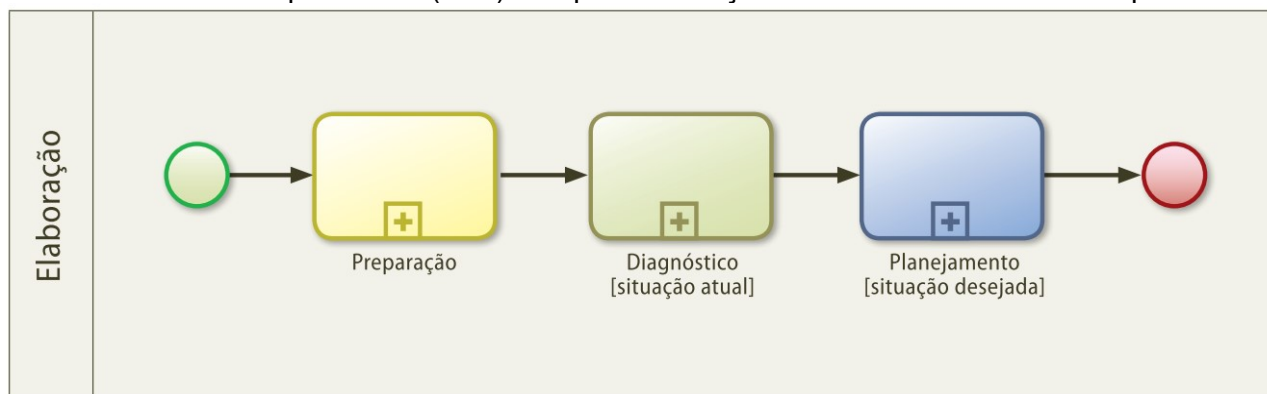 Elaboração
Preparação
Diagnóstico
[situação atual]
Planejamento
[situação desejada]